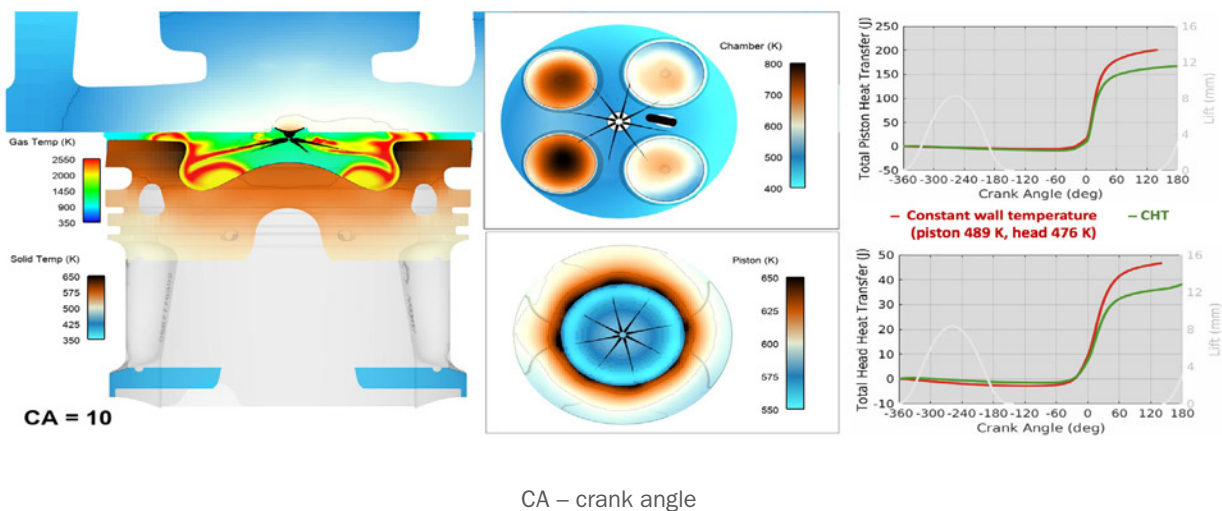 Gas Temp (K)
2550
2000
1450
900
350
Solid Temp (K)
650
575
500
425
350
CA = 10
Chamber (K)
800
700
600
500
400
Piston (K)
650
625
600
575
550
Total Piston Heat Transfer (J)
250
200
150
100
50
0
-50
-360 -300 -240 -180 -120 -60 0 60 120 180
Crank Angle (deg)
16
12
8
4
0
Lift (mm)
– Constant wall temperature
(piston 489 K, head 476 K)
– CHT
Total Head Heat Transfer (J)
50
40
30
20
10
0
-10
-360 -300 -240 -180 -120 -60 0 60 120 180
Crank Angle (deg)
16
12
8
4
0
Lift (mm)
CA – crank angle